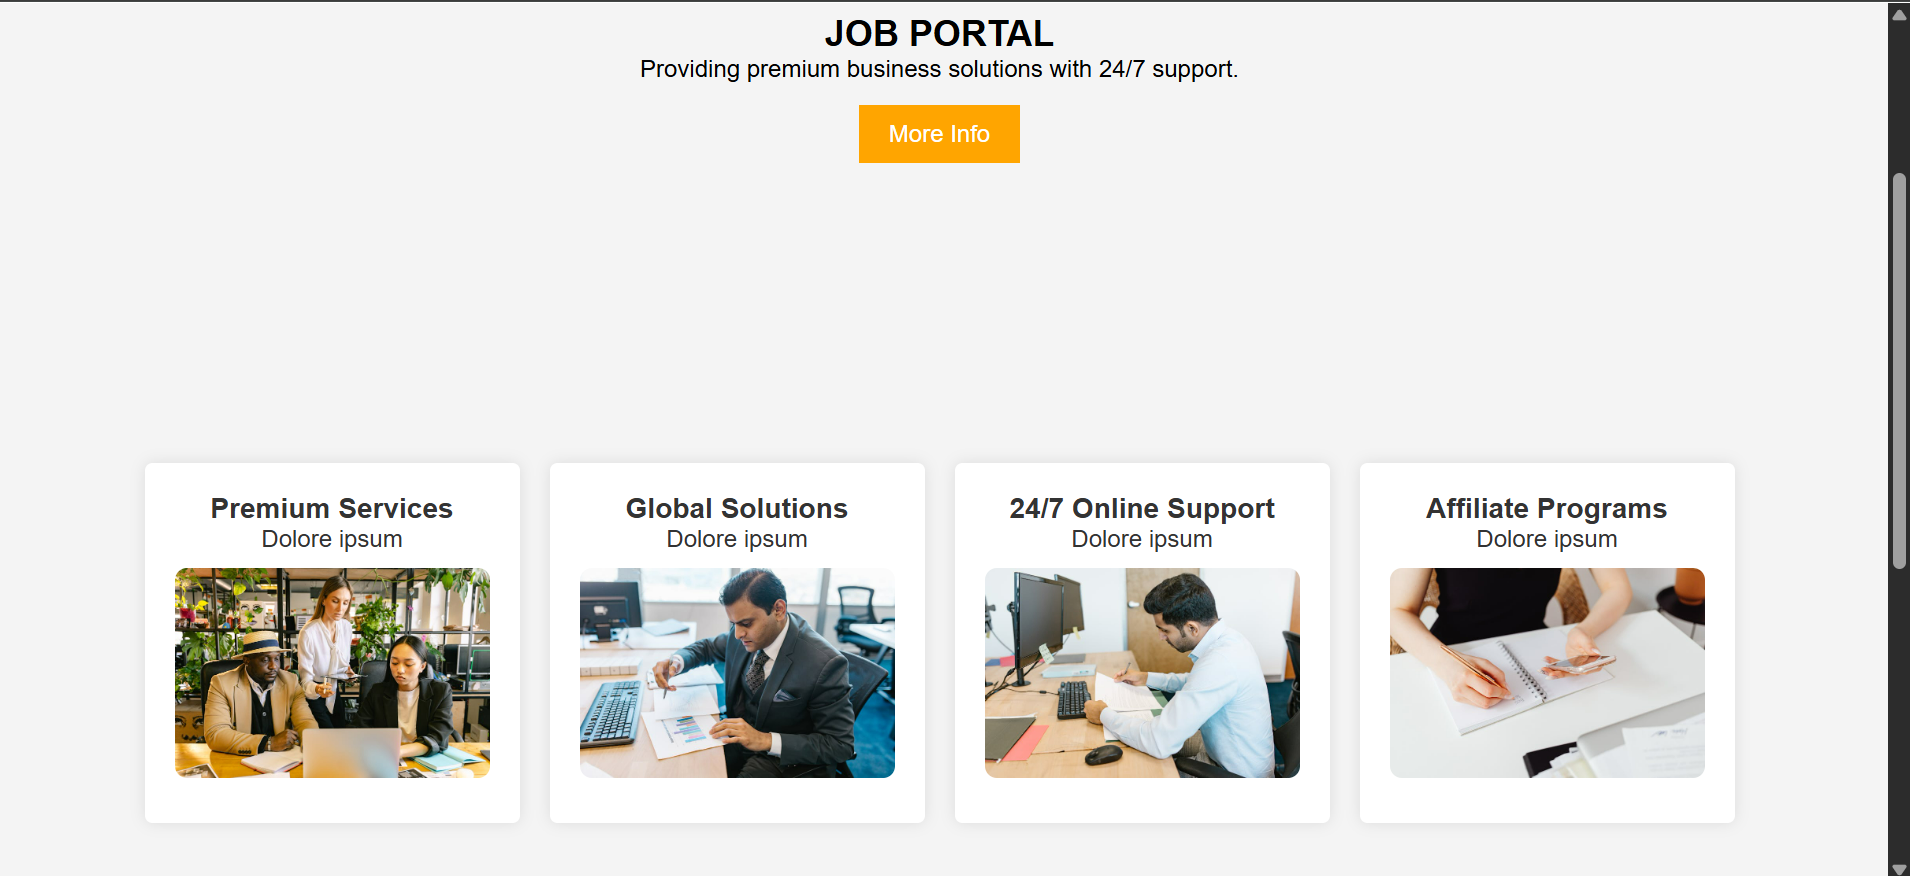 JOB PORTAL
Providing premium business solutions with 24/7 support.
More Info
Premium Services
Dolore ipsum
Global Solutions
Dolore ipsum
24/7 Online Support
Dolore ipsum
Affiliate Programs
Dolore ipsum